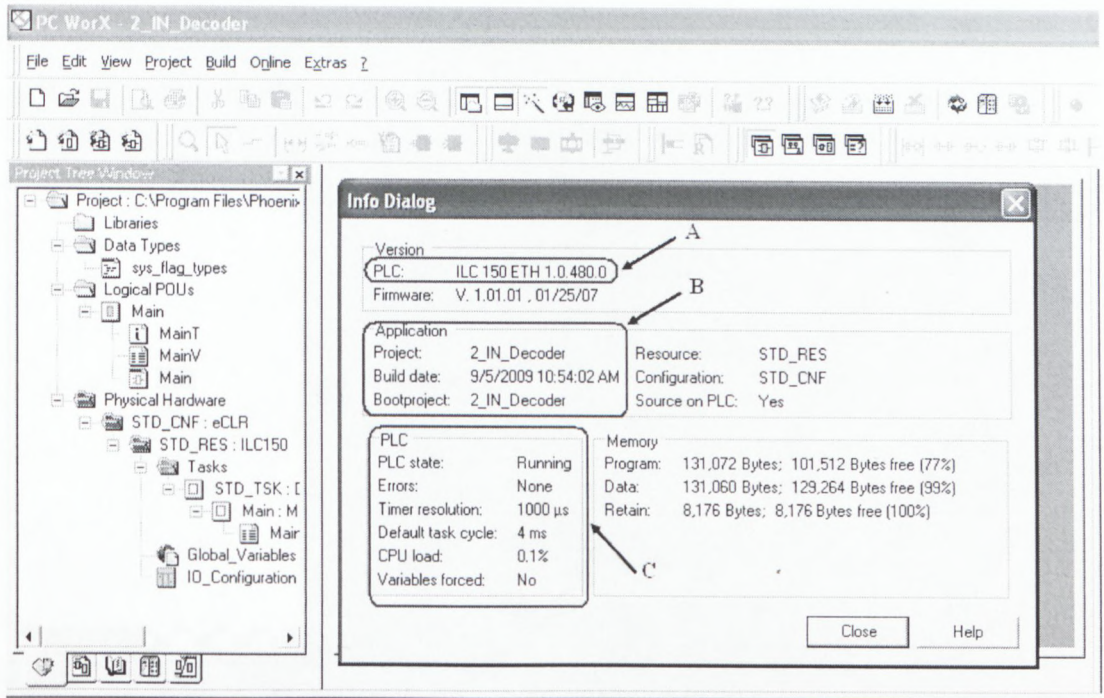 PC WorX - 2_IN_Decoder
File Edit View Project Build Online Extras ?
Project Tree Window
Project : C:\Program Files\Phoenix
Libraries
Data Types
sys_flag_types
Logical POUs
Main
MainT
MainV
Main
Physical Hardware
STD_CNF : eCLR
STD_RES : ILC150
Tasks
STD_TSK : D
Main : M
Main
Global_Variables
IO_Configuration
Info Dialog
A
Version
PLC: ILC 150 ETH 1.0.480.0
Firmware: V. 1.01.01 , 01/25/07
B
Application
Project: 2_IN_Decoder
Build date: 9/5/2009 10:54:02 AM
Bootproject: 2_IN_Decoder
Resource: STD_RES
Configuration: STD_CNF
Source on PLC: Yes
PLC
PLC state: Running
Errors: None
Timer resolution: 1000 µs
Default task cycle: 4 ms
CPU load: 0.1%
Variables forced: No
C
Memory
Program: 131,072 Bytes; 101,512 Bytes free (77%)
Data: 131,060 Bytes; 129,264 Bytes free (99%)
Retain: 8,176 Bytes; 8,176 Bytes free (100%)
Close Help